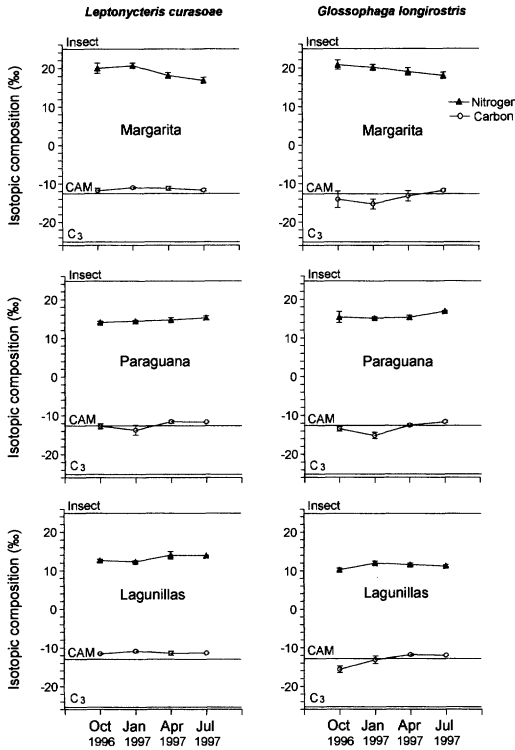 Leptonycteris curasoae Glossophaga longirostris
Insect Insect
20 20
10 10
Nitrogen
Carbon
Margarita Margarita
0 0
Isotopic composition (‰)
-10 -10
CAM CAM
-20 -20
C3 C3
Insect Insect
20 20
10 10
Paraguana Paraguana
0 0
Isotopic composition (‰)
-10 -10
CAM CAM
-20 -20
C3 C3
Insect Insect
20 20
10 10
Lagunillas Lagunillas
0 0
Isotopic composition (‰)
-10 -10
CAM CAM
-20 -20
C3 C3
Oct Jan Apr Jul Oct Jan Apr Jul
1996 1997 1997 1997 1996 1997 1997 1997